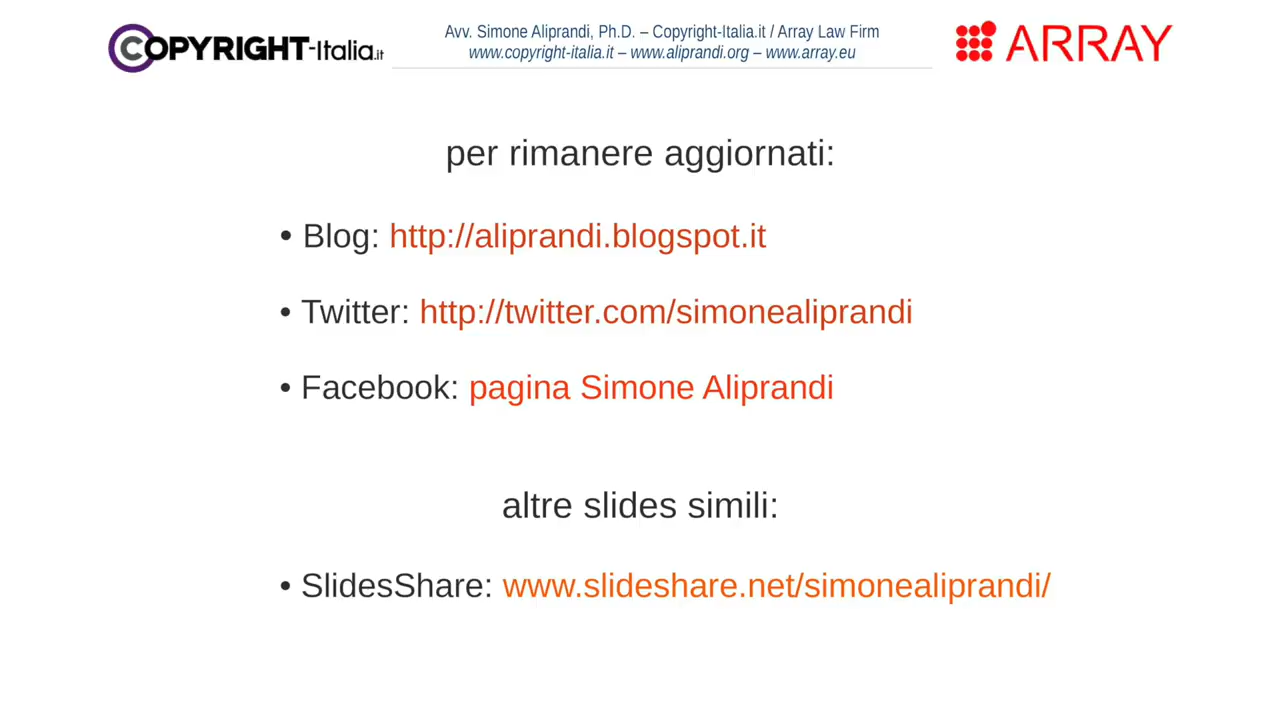 COPYRIGHT-Italia.it
Avv. Simone Aliprandi, Ph.D. – Copyright-Italia.it / Array Law Firm
www.copyright-italia.it – www.aliprandi.org – www.array.eu
ARRAY
per rimanere aggiornati:
• Blog: http://aliprandi.blogspot.it
• Twitter: http://twitter.com/simonealiprandi
• Facebook: pagina Simone Aliprandi
altre slides simili:
• SlidesShare: www.slideshare.net/simonealiprandi/